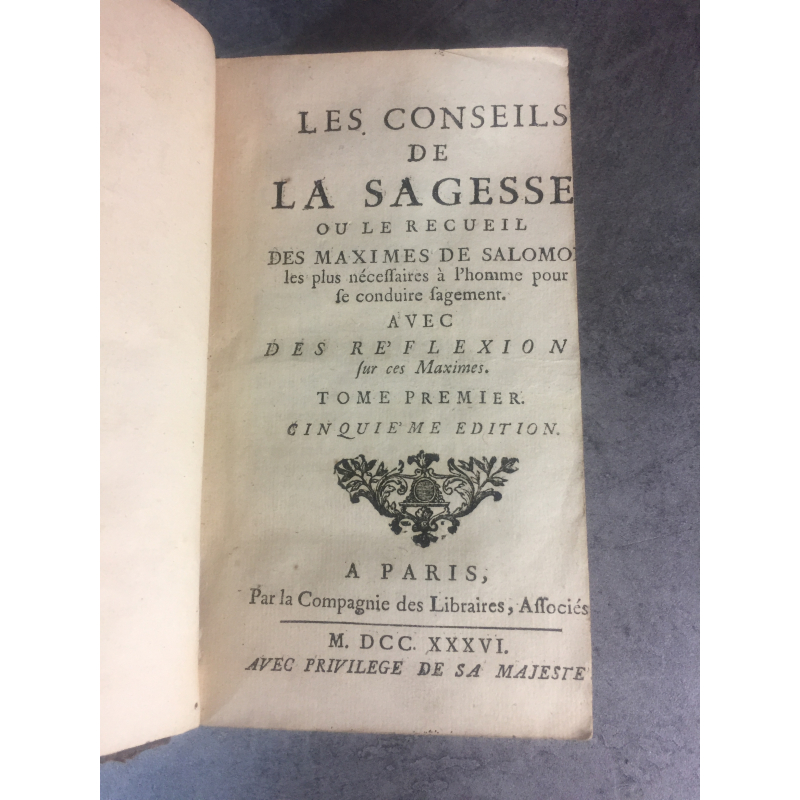 LES CONSEILS
DE
LA SAGESSE
OU LE RECUEIL
DES MAXIMES DE SALOMO
les plus nécessaires à l'homme pour
se conduire sagement.
AVEC
DES RE'FLEXION
sur ces Maximes.
TOME PREMIER.
CINQUIE'ME EDITION.
A PARIS,
Par la Compagnie des Libraires, Associés
M. DCC. XXXVI.
AVEC PRIVILEGE DE SA MAJESTE'